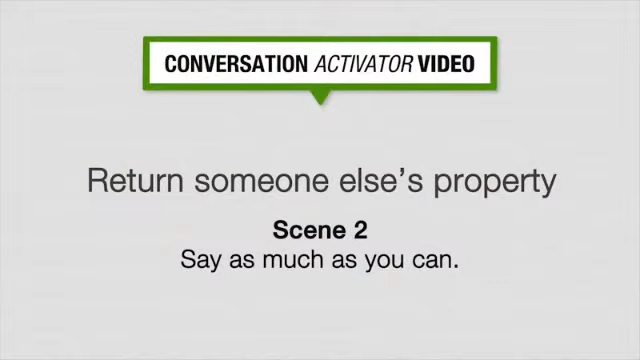 CONVERSATION ACTIVATOR VIDEO
Return someone else's property
Scene 2
Say as much as you can.